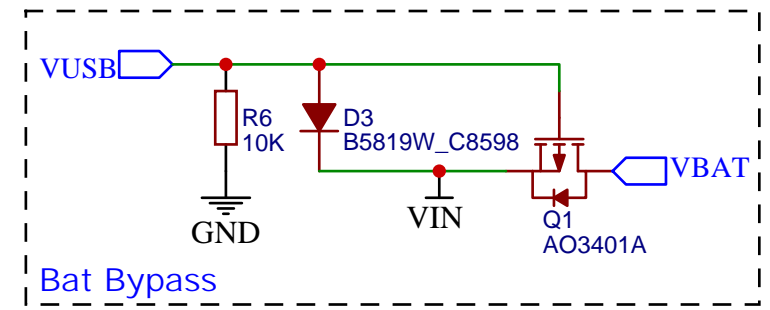 VUSB
R6
10K
D3
B5819W_C8598
VBAT
GND
VIN
Q1
AO3401A
Bat Bypass